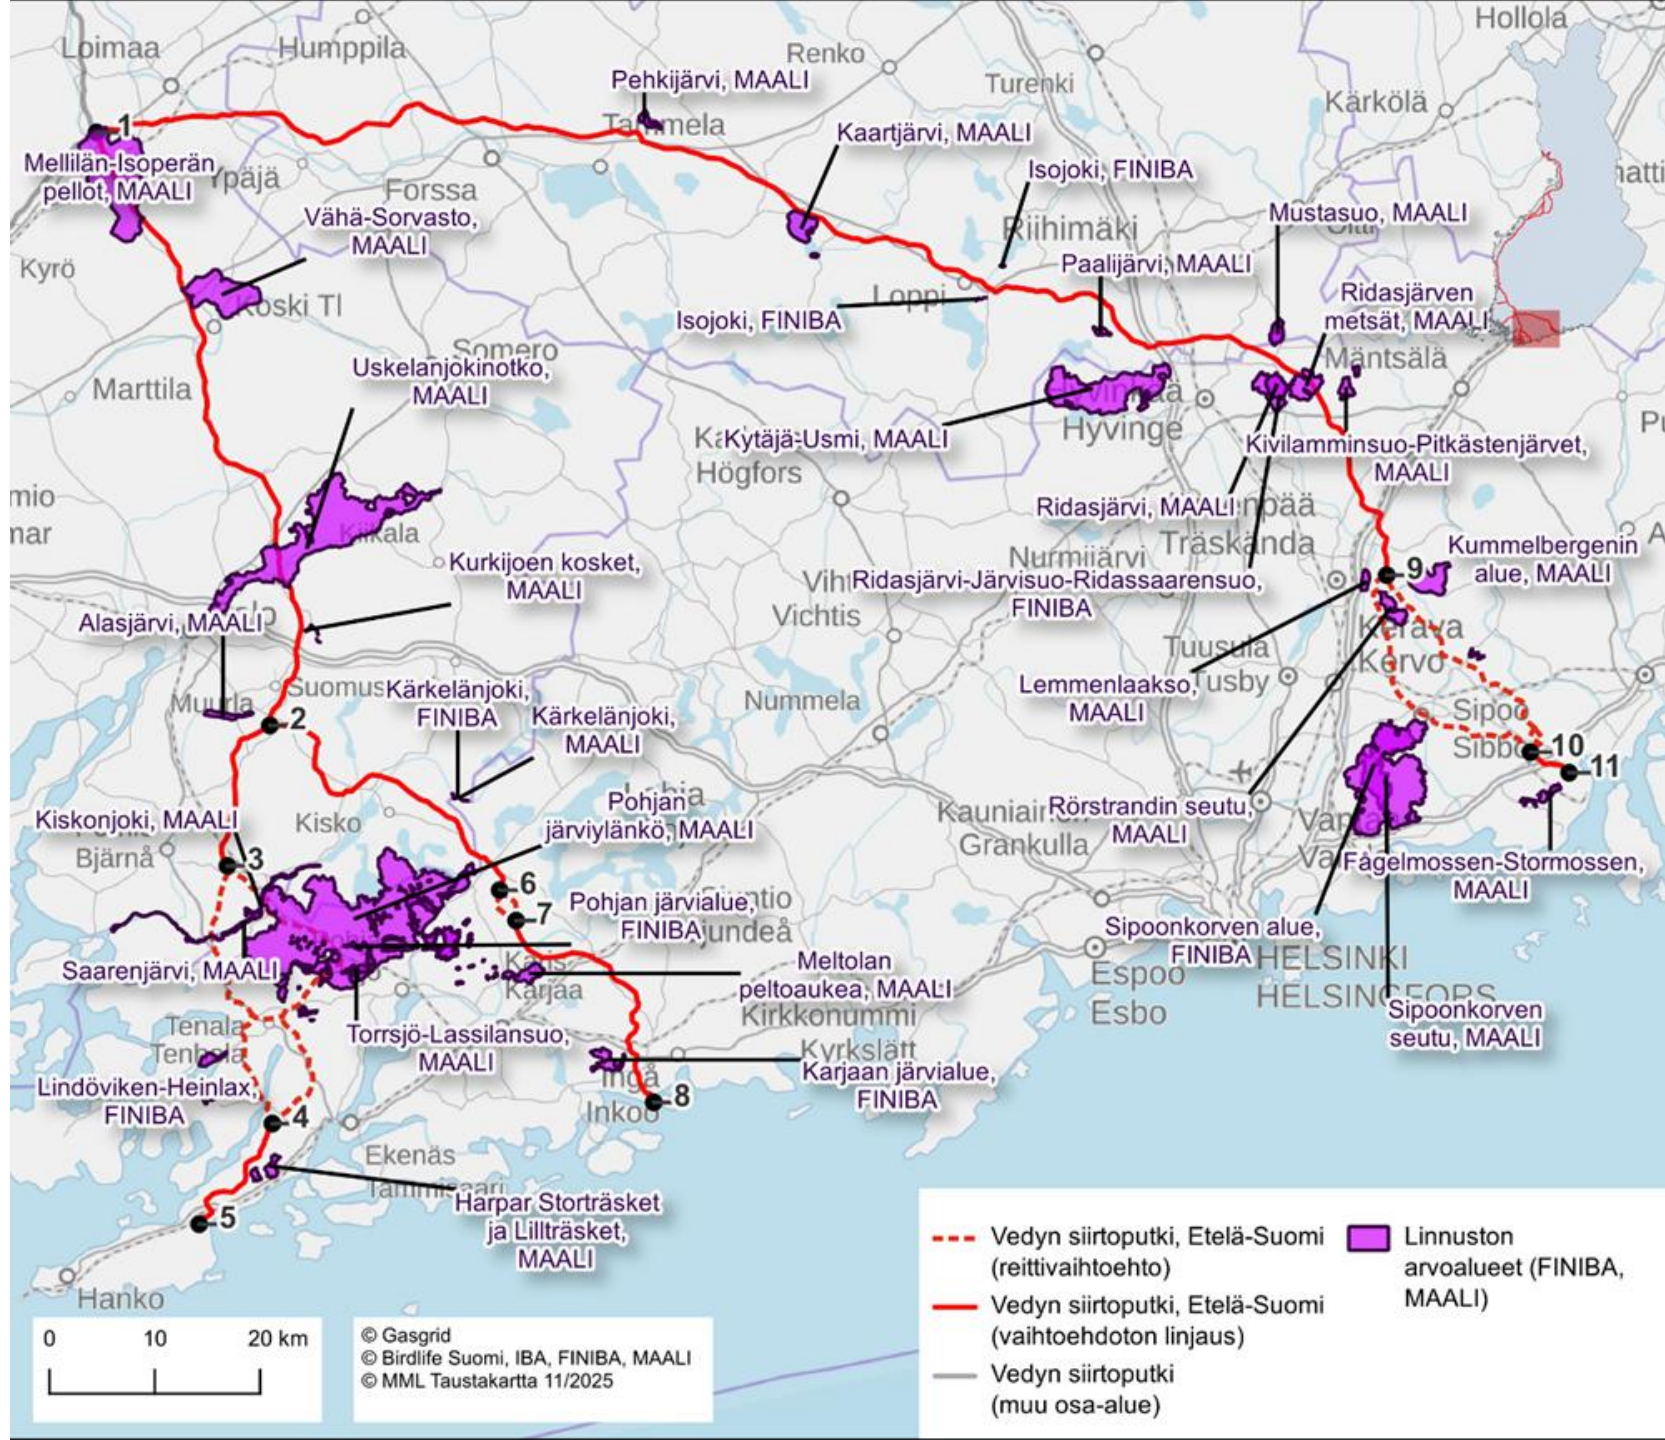 Hollola
Loimaa
Humppila
Renko
Turenki
Pehkijärvi, MAALI
Kärkölä
Tammela
1
Kaartjärvi, MAALI
Mellilän-Isoperän
pellot, MAALI
Ypäjä
Forssa
Isojoki, FINIBA
Vähä-Sorvasto,
MAALI
Mustasuo, MAALI
Riihimäki
Kyrö
Paalijärvi, MAALI
Loppi
Koski Tl
Ridasjärven
metsät, MAALI
Isojoki, FINIBA
Somero
Mäntsälä
Uskelanjokinotko,
MAALI
Marttila
Hyvinkää
Hyvinge
Kytäjä-Usmi, MAALI
Högfors
Kivilamminsuo-Pitkästenjärvet,
MAALI
Ridasjärvi, MAALI
Kiikala
Träskända
Nurmijärvi
Kummelbergenin
alue, MAALI
Kurkijoen kosket,
MAALI
9
Ridasjärvi-Järvisuo-Ridassaarensuo,
FINIBA
Vichtis
Alasjärvi, MAALI
Kerava
Kervo
Tuusula
Tusby
Lemmenlaakso,
MAALI
Muurla
Kärkelänjoki,
FINIBA
Nummela
2
Kärkelänjoki,
MAALI
Sipoo
Sibbo
10
11
Kiskonjoki, MAALI
Kisko
Pohjan
järviylänkö, MAALI
Rörstrandin seutu,
MAALI
Grankulla
Bjärnå
3
Fågelmossen-Stormossen,
MAALI
6
7
Pohjan järvialue,
FINIBA
Sipoonkorven alue,
FINIBA
HELSINKI
HELSINGFORS
Saarenjärvi, MAALI
Karjaa
Meltolan
peltoaukea, MAALI
Espoo
Esbo
Sipoonkorven
seutu, MAALI
Kirkkonummi
Kyrkslätt
Tenala
Tenhola
Torrsjö-Lassilansuo,
MAALI
Karjaan järvialue,
FINIBA
Lindöviken-Heinlax,
FINIBA
Ingå
Inkoo
8
4
Ekenäs
Tammisaari
Harpar Storträsket
ja Lillträsket,
MAALI
5
Hanko
0 10 20 km
© Gasgrid
© Birdlife Suomi, IBA, FINIBA, MAALI
© MML Taustakartta 11/2025
Vedyn siirtoputki, Etelä-Suomi
(reittivaihtoehto)
Vedyn siirtoputki, Etelä-Suomi
(vaihtoehdoton linjaus)
Vedyn siirtoputki
(muu osa-alue)
Linnuston
arvoalueet (FINIBA,
MAALI)